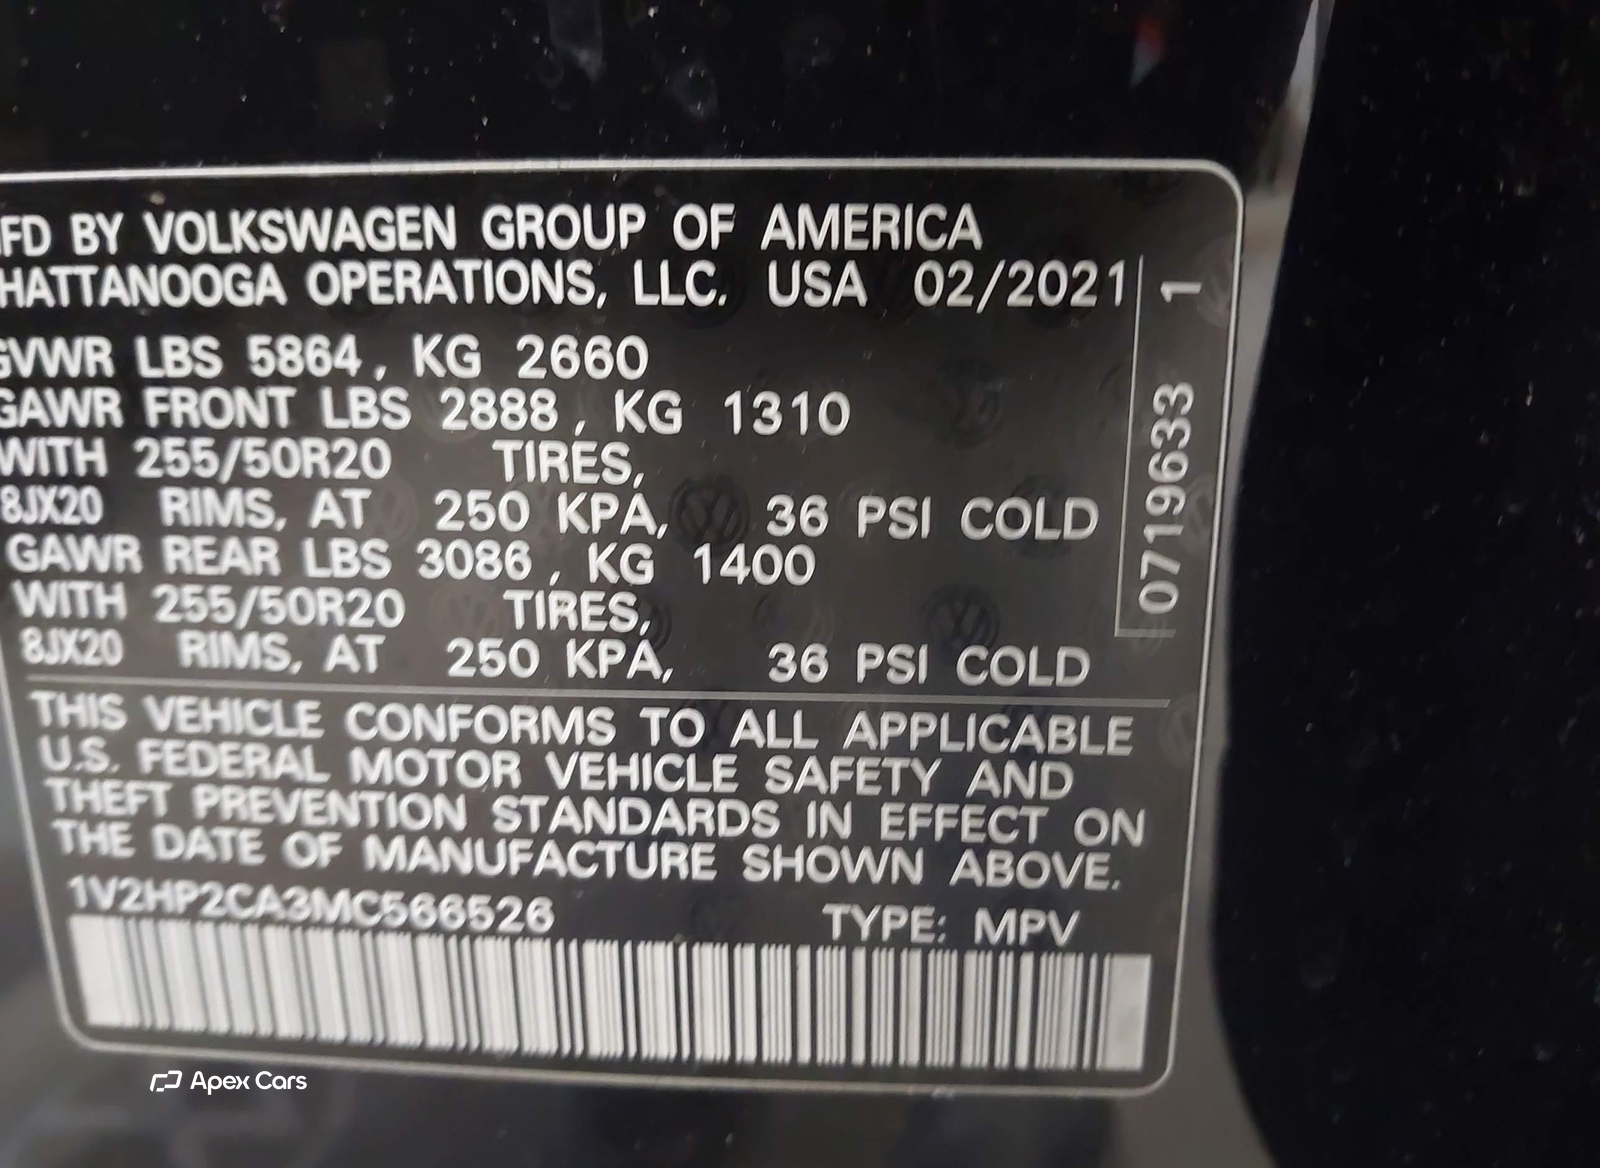 FD BY VOLKSWAGEN GROUP OF AMERICA
HATTANOOGA OPERATIONS, LLC. USA 02/2021
GVWR LBS 5864, KG 2660
GAWR FRONT LBS 2888, KG 1310
WITH 255/50R20 TIRES,
8JX20 RIMS, AT 250 KPA, 36 PSI COLD
GAWR REAR LBS 3086, KG 1400
WITH 255/50R20 TIRES,
8JX20 RIMS, AT 250 KPA, 36 PSI COLD
0719633 1
THIS VEHICLE CONFORMS TO ALL APPLICABLE
U.S. FEDERAL MOTOR VEHICLE SAFETY AND
THEFT PREVENTION STANDARDS IN EFFECT ON
THE DATE OF MANUFACTURE SHOWN ABOVE.
1V2HP2CA3MC566526 TYPE: MPV
Apex Cars